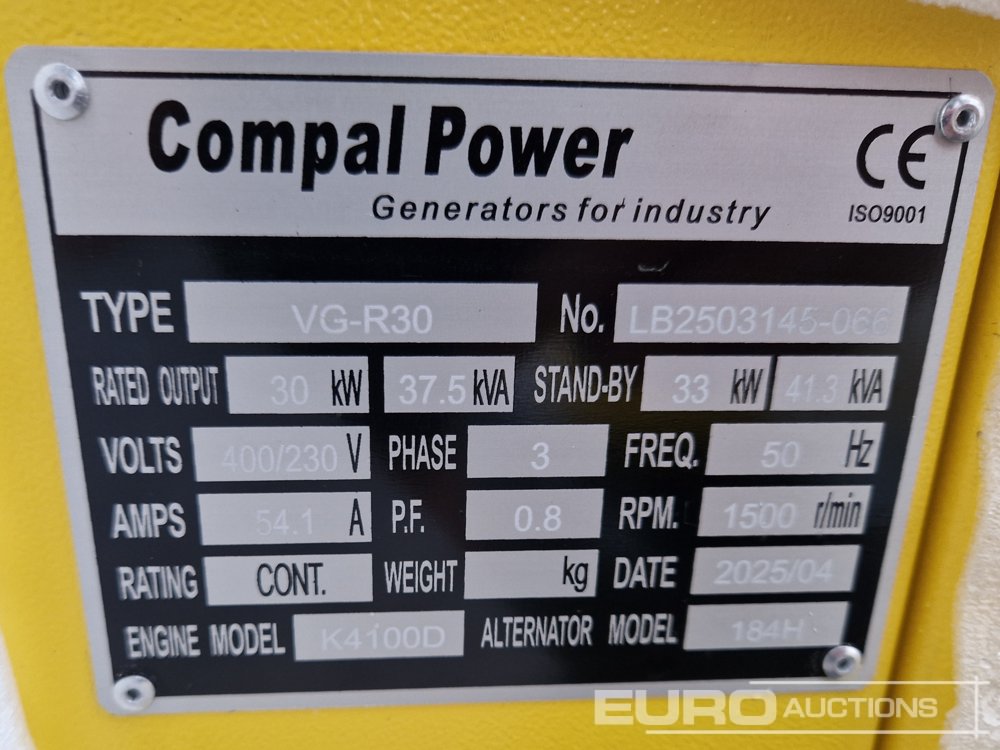 Compal Power
CE
Generators for industry
ISO9001
TYPE VG-R30 No. LB2503145-066
RATED OUTPUT 30 kW 37.5 kVA STAND-BY 33 kW 41.3 kVA
VOLTS 400/230 V PHASE 3 FREQ. 50 Hz
AMPS 54.1 A P.F. 0.8 RPM. 1500 r/min
RATING CONT. WEIGHT kg DATE 2025/04
ENGINE MODEL K4100D ALTERNATOR MODEL 184H
EURO AUCTIONS